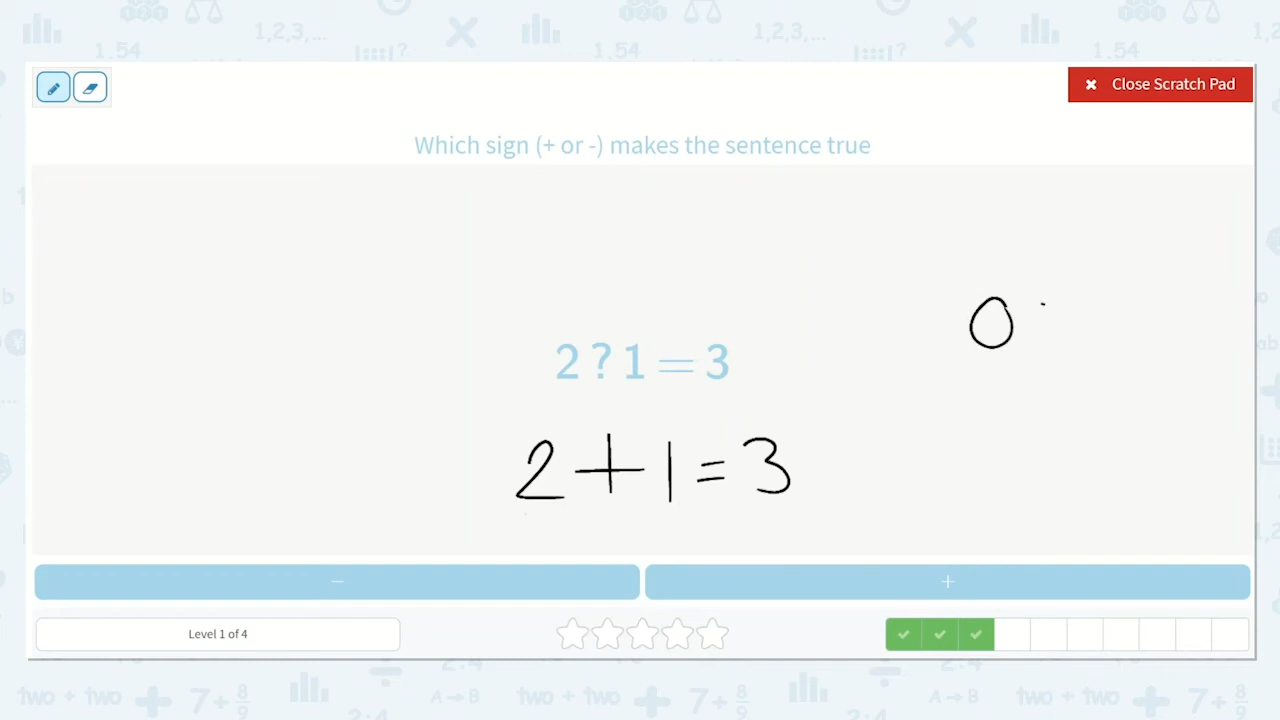 Close Scratch Pad
Which sign (+ or -) makes the sentence true
0
2 ? 1 = 3
2 + 1 = 3
− +
Level 1 of 4